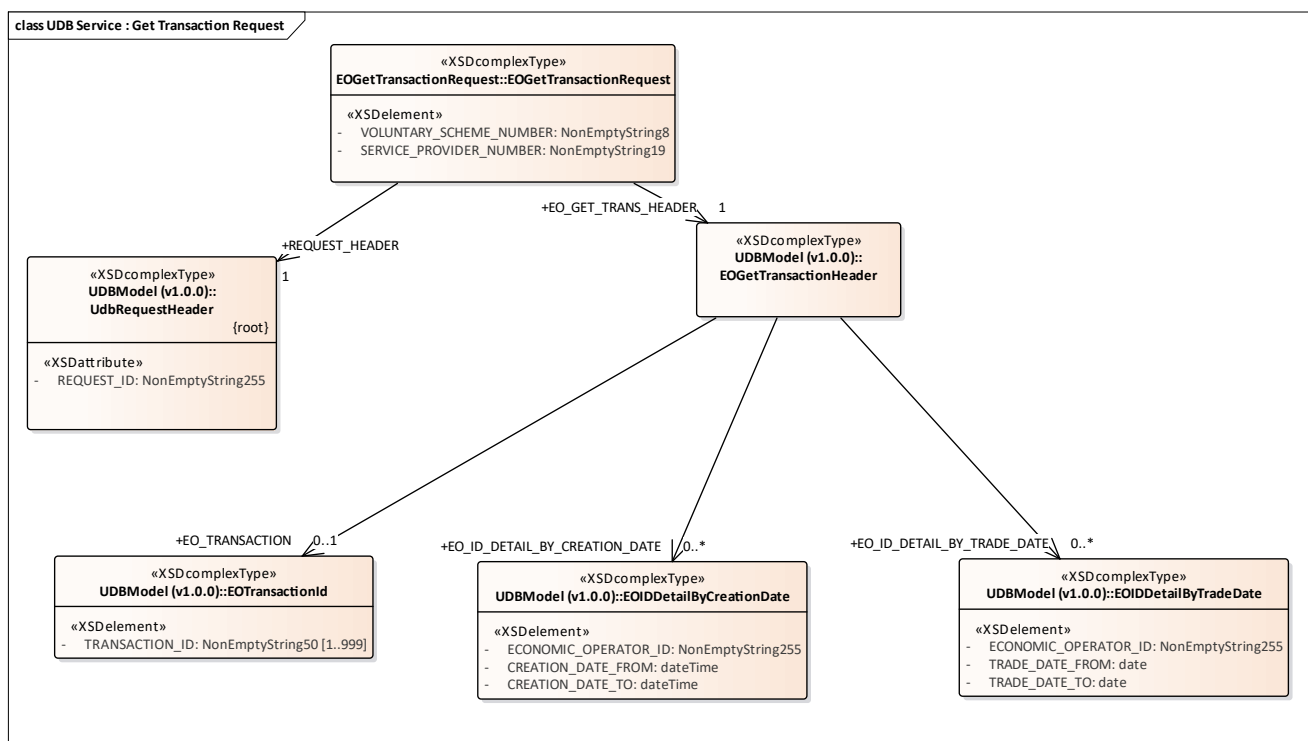 class UDB Service : Get Transaction Request
«XSDcomplexType»
EOGetTransactionRequest::EOGetTransactionRequest
«XSDelement»
- VOLUNTARY_SCHEME_NUMBER: NonEmptyString8
- SERVICE_PROVIDER_NUMBER: NonEmptyString19
+EO_GET_TRANS_HEADER 1
+REQUEST_HEADER
1
«XSDcomplexType»
UDBModel (v1.0.0)::
EOGetTransactionHeader
«XSDcomplexType»
UDBModel (v1.0.0)::
UdbRequestHeader
{root}
«XSDattribute»
- REQUEST_ID: NonEmptyString255
+EO_TRANSACTION 0..1
+EO_ID_DETAIL_BY_CREATION_DATE 0..*
+EO_ID_DETAIL_BY_TRADE_DATE 0..*
«XSDcomplexType»
UDBModel (v1.0.0)::EOTransactionId
«XSDelement»
- TRANSACTION_ID: NonEmptyString50 [1..999]
«XSDcomplexType»
UDBModel (v1.0.0)::EOIDDetailByCreationDate
«XSDelement»
- ECONOMIC_OPERATOR_ID: NonEmptyString255
- CREATION_DATE_FROM: dateTime
- CREATION_DATE_TO: dateTime
«XSDcomplexType»
UDBModel (v1.0.0)::EOIDDetailByTradeDate
«XSDelement»
- ECONOMIC_OPERATOR_ID: NonEmptyString255
- TRADE_DATE_FROM: date
- TRADE_DATE_TO: date